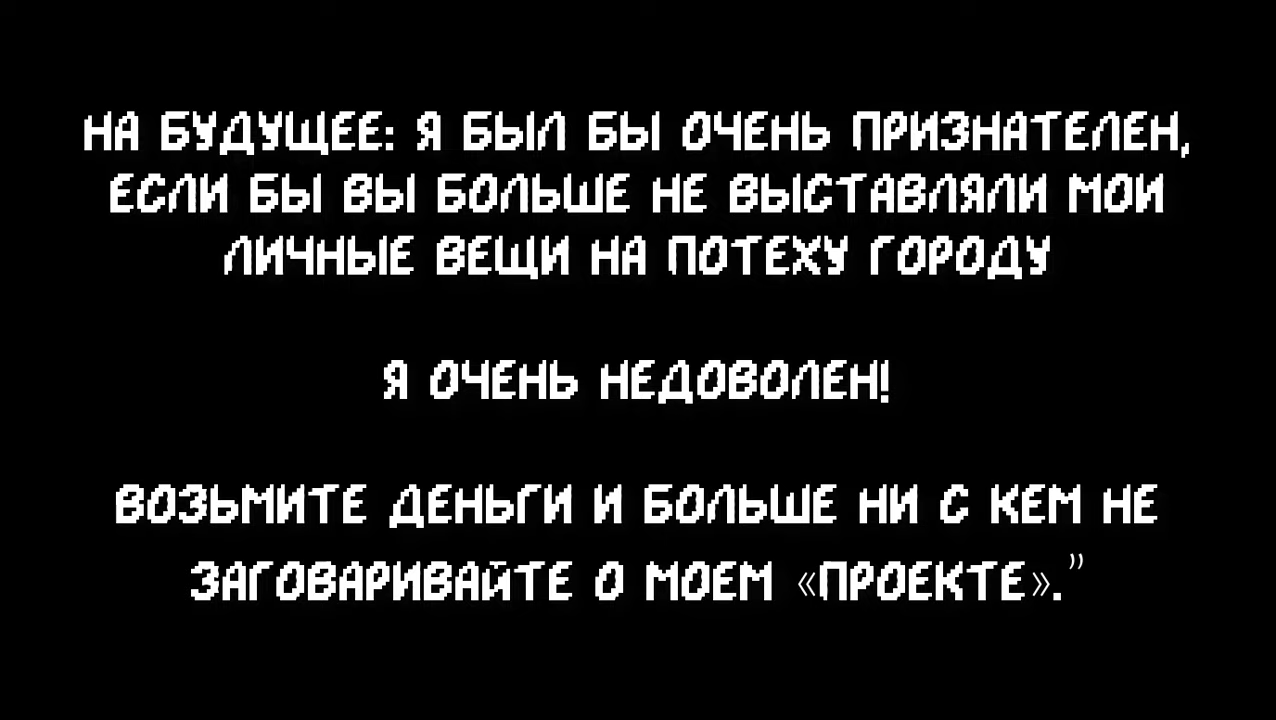 НА БУДУЩЕЕ: Я БЫЛ БЫ ОЧЕНЬ ПРИЗНАТЕЛЕН,
ЕСЛИ БЫ ВЫ БОЛЬШЕ НЕ ВЫСТАВЛЯЛИ МОИ
ЛИЧНЫЕ ВЕЩИ НА ПОТЕХУ ГОРОДУ
Я ОЧЕНЬ НЕДОВОЛЕН!
ВОЗЬМИТЕ ДЕНЬГИ И БОЛЬШЕ НИ С КЕМ НЕ
ЗАГОВАРИВАЙТЕ О МОЕМ «ПРОЕКТЕ».”